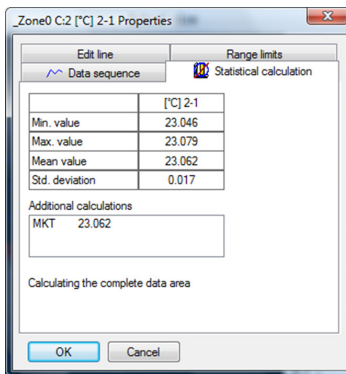 _Zone0 C:2 [°C] 2-1 Properties
Edit line
Range limits
Data sequence
Statistical calculation
[°C] 2-1
Min. value 23.046
Max. value 23.079
Mean value 23.062
Std. deviation 0.017
Additional calculations
MKT 23.062
Calculating the complete data area
OK Cancel